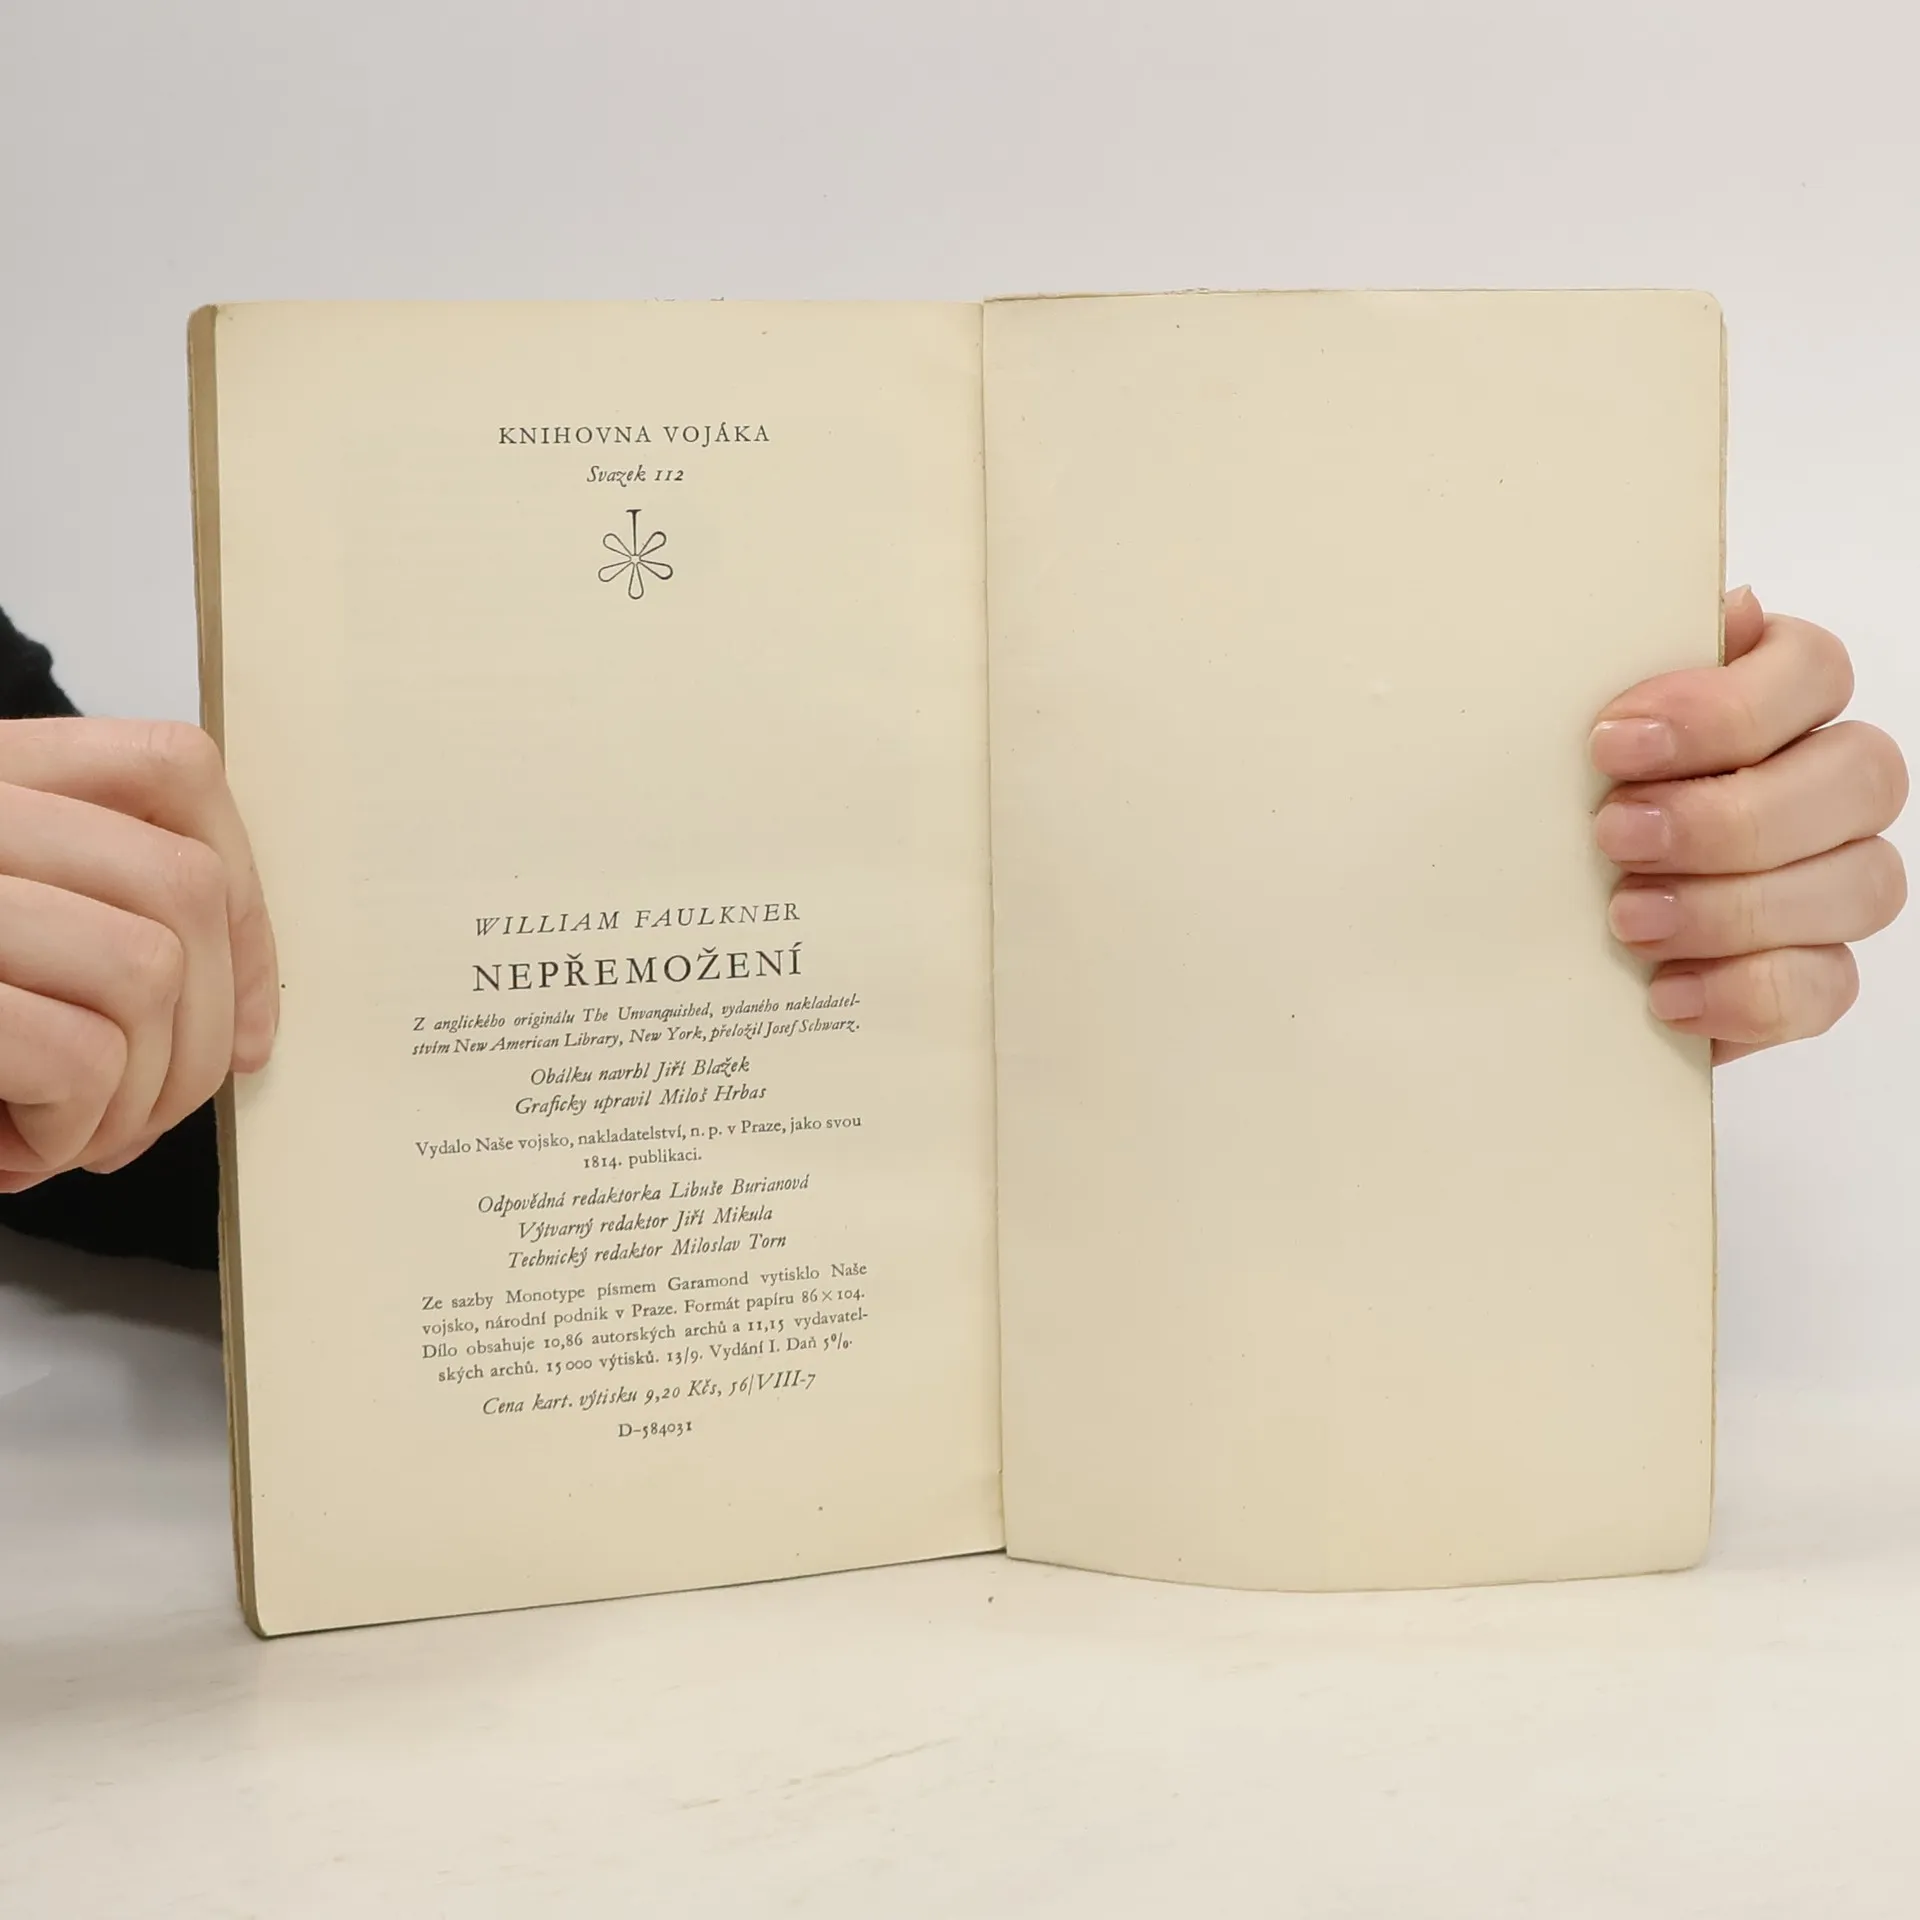 KNIHOVNA VOJÁKA
Svazek 112
WILLIAM FAULKNER
NEPŘEMOŽENÍ
Z anglického originálu The Unvanquished, vydaného nakladatel-
stvím New American Library, New York, přeložil Josef Schwarz.
Obálku navrhl Jiří Blažek
Graficky upravil Miloš Hrbas
Vydalo Naše vojsko, nakladatelství, n. p. v Praze, jako svou
1814. publikaci.
Odpovědná redaktorka Libuše Burianová
Výtvarný redaktor Jiří Mikula
Technický redaktor Miloslav Torn
Ze sazby Monotype písmem Garamond vytisklo Naše
vojsko, národní podnik v Praze. Formát papíru 86 × 104.
Dílo obsahuje 10,86 autorských archů a 11,15 vydavatel-
ských archů. 15 000 výtisků. 13/9. Vydání I. Daň 5%.
Cena kart. výtisku 9,20 Kčs, 56/VIII-7
D-584031